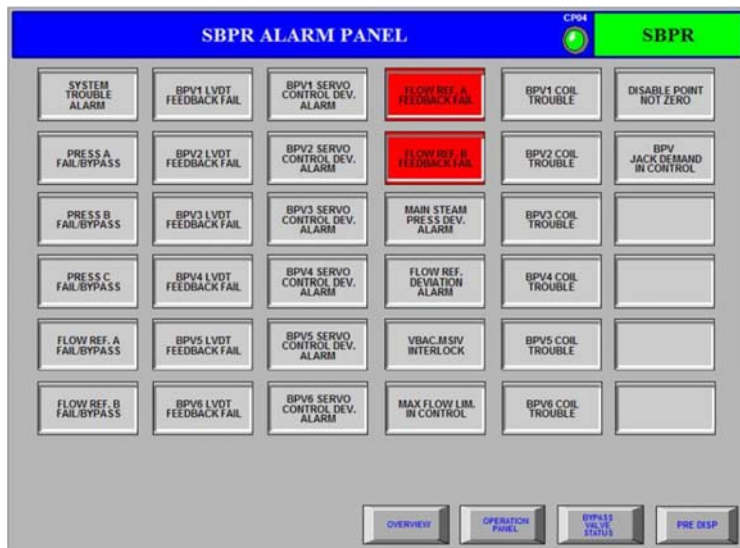 SBPR ALARM PANEL
CP04
SBPR
SYSTEM
TROUBLE
ALARM
BPV1 LVDT
FEEDBACK FAIL
BPV1 SERVO
CONTROL DEV.
ALARM
FLOW REF. A
FEEDBACK FAIL
BPV1 COIL
TROUBLE
DISABLE POINT
NOT ZERO
PRESS A
FAIL/BYPASS
BPV2 LVDT
FEEDBACK FAIL
BPV2 SERVO
CONTROL DEV.
ALARM
FLOW REF. B
FEEDBACK FAIL
BPV2 COIL
TROUBLE
BPV
JACK DEMAND
IN CONTROL
PRESS B
FAIL/BYPASS
BPV3 LVDT
FEEDBACK FAIL
BPV3 SERVO
CONTROL DEV.
ALARM
MAIN STEAM
PRESS DEV.
ALARM
BPV3 COIL
TROUBLE
PRESS C
FAIL/BYPASS
BPV4 LVDT
FEEDBACK FAIL
BPV4 SERVO
CONTROL DEV.
ALARM
FLOW REF.
DEVIATION
ALARM
BPV4 COIL
TROUBLE
FLOW REF. A
FAIL/BYPASS
BPV5 LVDT
FEEDBACK FAIL
BPV5 SERVO
CONTROL DEV.
ALARM
VBAC.MSIV
INTERLOCK
BPV5 COIL
TROUBLE
FLOW REF. B
FAIL/BYPASS
BPV6 LVDT
FEEDBACK FAIL
BPV6 SERVO
CONTROL DEV.
ALARM
MAX FLOW LIM.
IN CONTROL
BPV6 COIL
TROUBLE
OVERVIEW
OPERATION
PANEL
BYPASS
VALVE
STATUS
PRE DISP